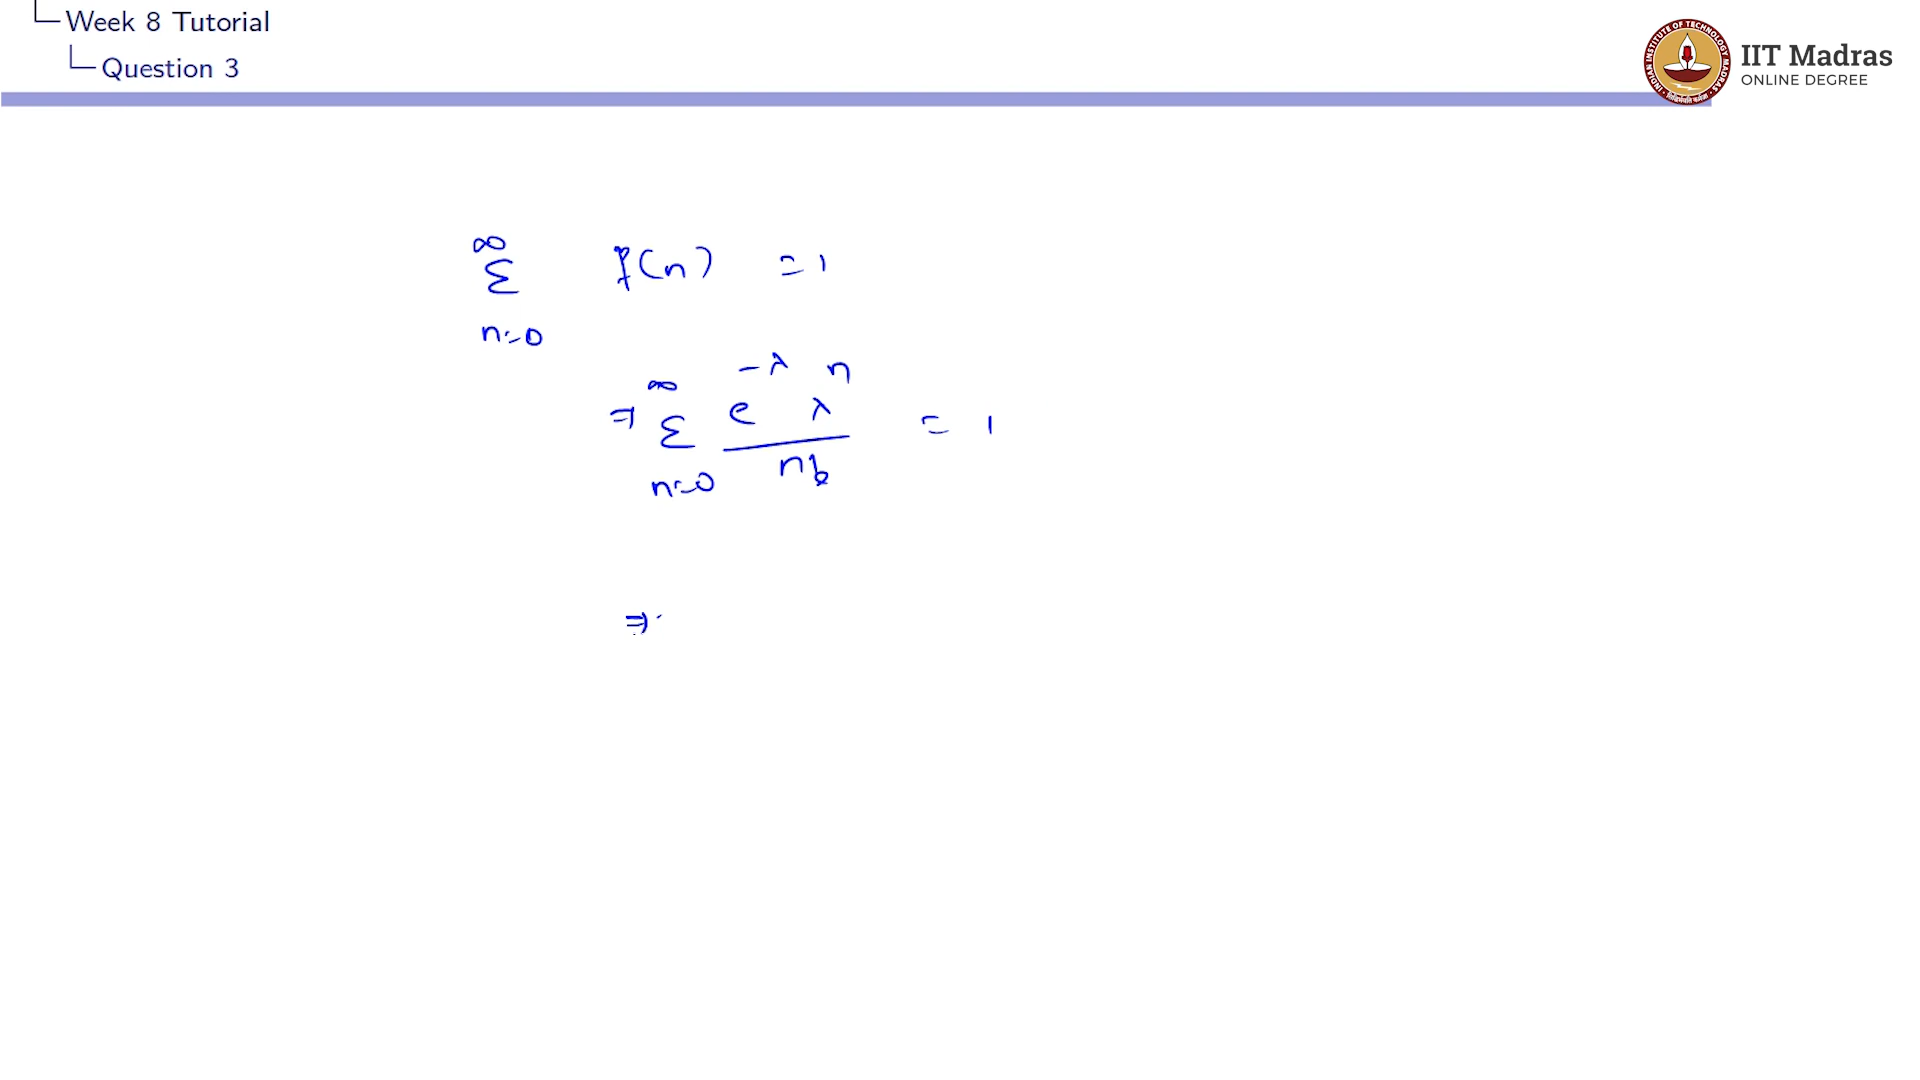 Week 8 Tutorial
Question 3
IIT Madras
ONLINE DEGREE
∞
Σ f(n) = 1
n=0
∞ -λ n
⇒ Σ e λ = 1
n=0 n!
⇒